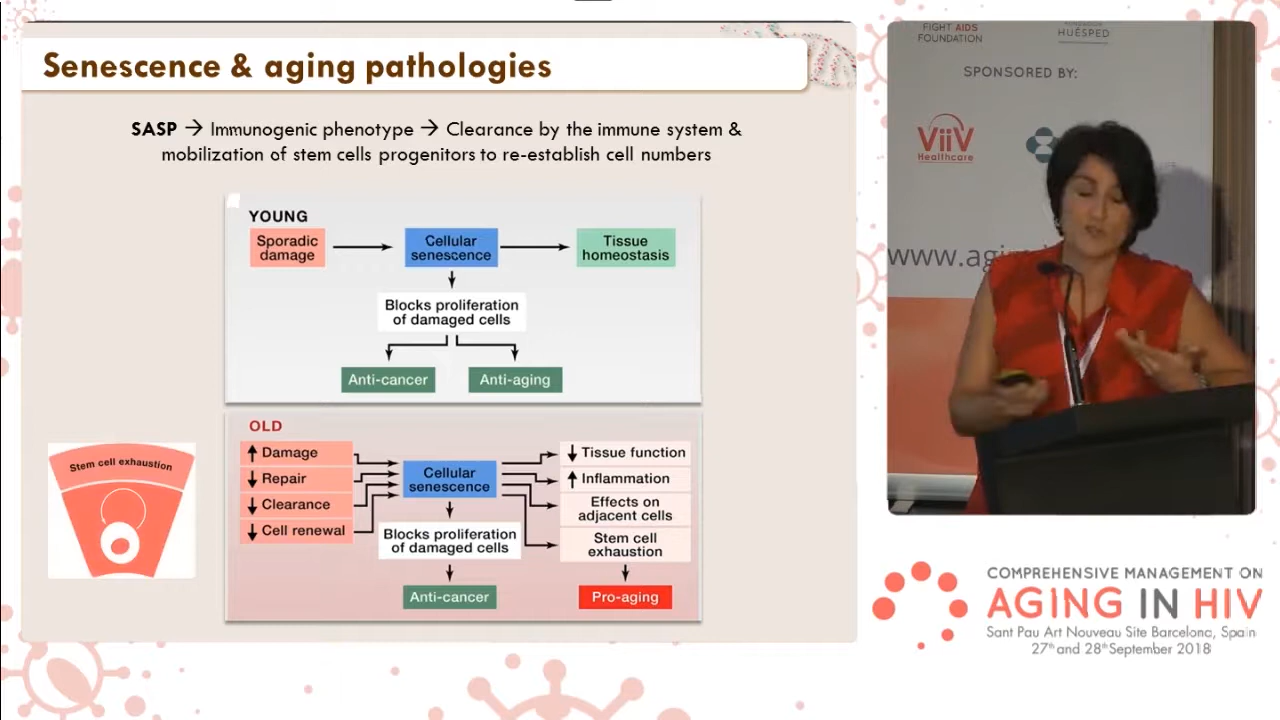 Senescence & aging pathologies
SASP → Immunogenic phenotype → Clearance by the immune system &
mobilization of stem cells progenitors to re-establish cell numbers
YOUNG
Sporadic
damage
Cellular
senescence
Tissue
homeostasis
Blocks proliferation
of damaged cells
Anti-cancer
Anti-aging
OLD
↑ Damage
↓ Repair
↓ Clearance
↓ Cell renewal
Cellular
senescence
Blocks proliferation
of damaged cells
Anti-cancer
↓ Tissue function
↑ Inflammation
Effects on
adjacent cells
Stem cell
exhaustion
Pro-aging
Stem cell exhaustion
FIGHT AIDS
FOUNDATION
HUÉSPED
SPONSORED BY:
ViiV
Healthcare
www.agi
COMPREHENSIVE MANAGEMENT ON
AGING IN HIV
Sant Pau Art Nouveau Site Barcelona, Spain
27th and 28th September 2018